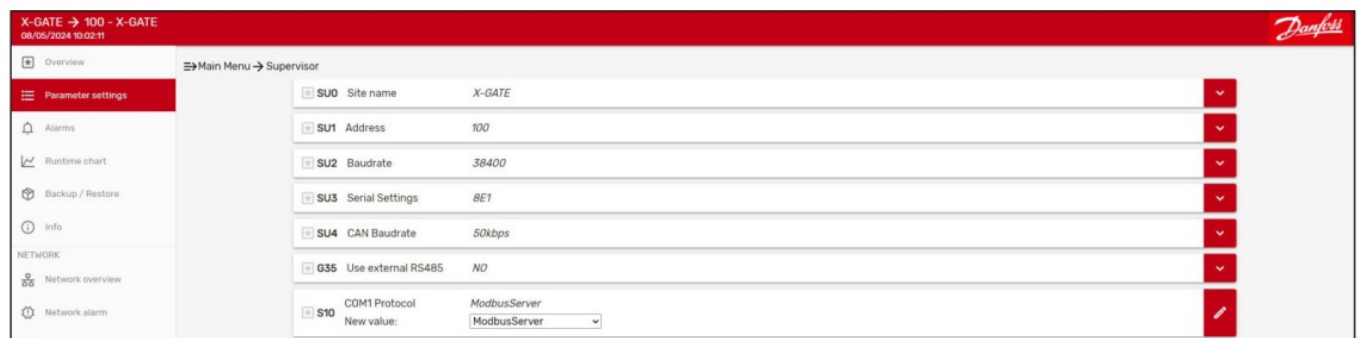 X-GATE → 100 - X-GATE
08/05/2024 10:02:11
Danfoss
Overview
Parameter settings
Alarms
Runtime chart
Backup / Restore
Info
NETWORK
Network overview
Network alarm
Main Menu → Supervisor
SU0 Site name X-GATE
SU1 Address 100
SU2 Baudrate 38400
SU3 Serial Settings 8E1
SU4 CAN Baudrate 50kbps
G35 Use external RS485 NO
S10 COM1 Protocol ModbusServer
New value: ModbusServer